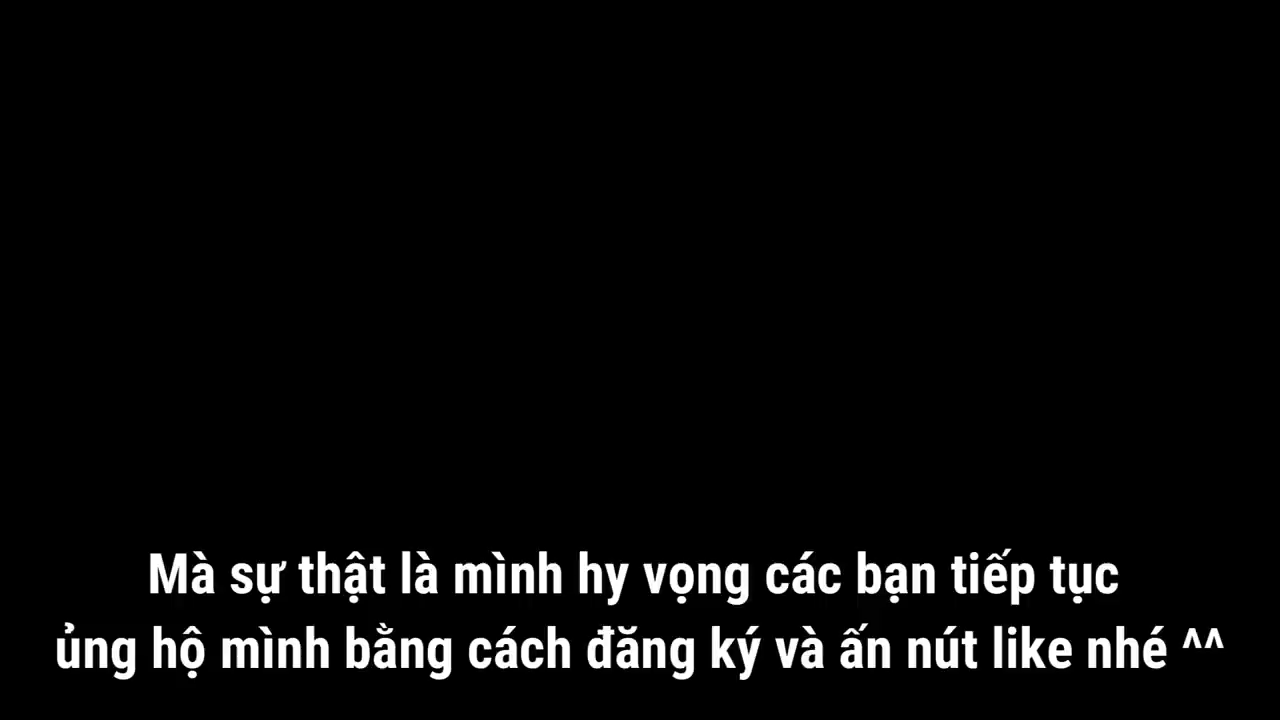 Mà sự thật là mình hy vọng các bạn tiếp tục
ủng hộ mình bằng cách đăng ký và ấn nút like nhé ^^